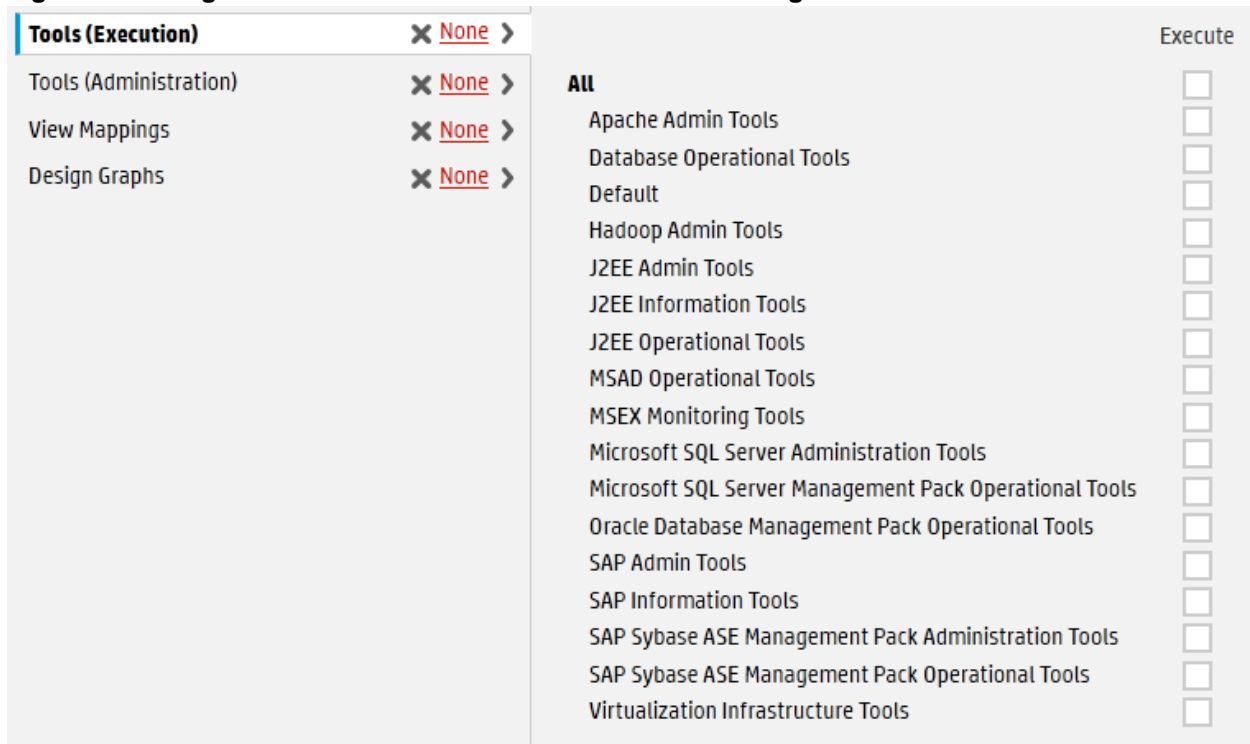 Tools (Execution) None
Execute
Tools (Administration) None
All
View Mappings None
Apache Admin Tools
Database Operational Tools
Design Graphs None
Default
Hadoop Admin Tools
J2EE Admin Tools
J2EE Information Tools
J2EE Operational Tools
MSAD Operational Tools
MSEX Monitoring Tools
Microsoft SQL Server Administration Tools
Microsoft SQL Server Management Pack Operational Tools
Oracle Database Management Pack Operational Tools
SAP Admin Tools
SAP Information Tools
SAP Sybase ASE Management Pack Administration Tools
SAP Sybase ASE Management Pack Operational Tools
Virtualization Infrastructure Tools